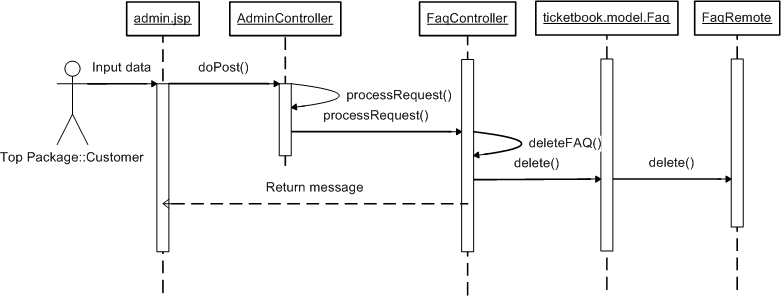 admin.jsp
AdminController
FaqController
ticketbook.model.Faq
FaqRemote
Input data
doPost()
processRequest()
processRequest()
deleteFAQ()
Top Package::Customer
delete()
delete()
Return message